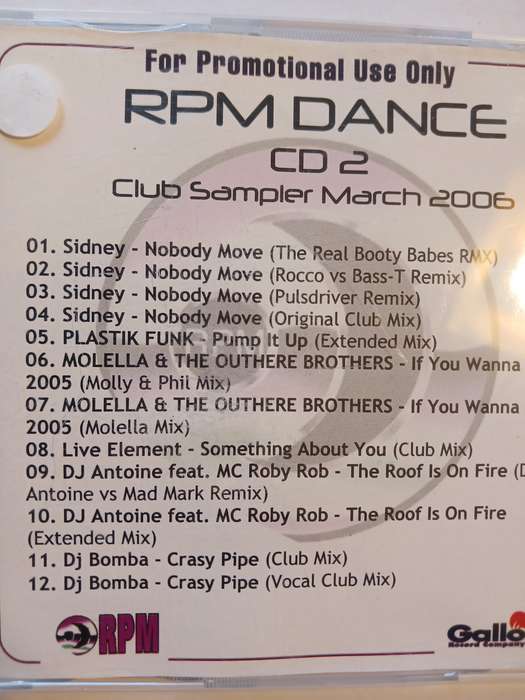 For Promotional Use Only
RPM DANCE
CD 2
Club Sampler March 2006
01. Sidney - Nobody Move (The Real Booty Babes RMX)
02. Sidney - Nobody Move (Rocco vs Bass-T Remix)
03. Sidney - Nobody Move (Pulsdriver Remix)
04. Sidney - Nobody Move (Original Club Mix)
05. PLASTIK FUNK - Pump It Up (Extended Mix)
06. MOLELLA & THE OUTHERE BROTHERS - If You Wanna
2005 (Molly & Phil Mix)
07. MOLELLA & THE OUTHERE BROTHERS - If You Wanna
2005 (Molella Mix)
08. Live Element - Something About You (Club Mix)
09. DJ Antoine feat. MC Roby Rob - The Roof Is On Fire (
Antoine vs Mad Mark Remix)
10. DJ Antoine feat. MC Roby Rob - The Roof Is On Fire
(Extended Mix)
11. Dj Bomba - Crasy Pipe (Club Mix)
12. Dj Bomba - Crasy Pipe (Vocal Club Mix)
RPM
Gallo
Record Company